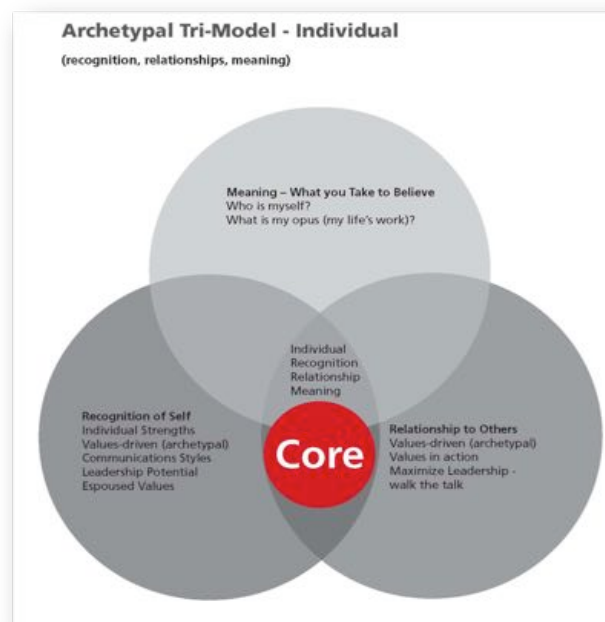 Archetypal Tri-Model - Individual
(recognition, relationships, meaning)
Meaning – What you Take to Believe
Who is myself?
What is my opus (my life's work)?
Individual
Recognition
Relationship
Meaning
Recognition of Self
Individual Strengths
Values-driven (archetypal)
Communications Styles
Leadership Potential
Espoused Values
Core
Relationship to Others
Values-driven (archetypal)
Values in action
Maximize Leadership -
walk the talk